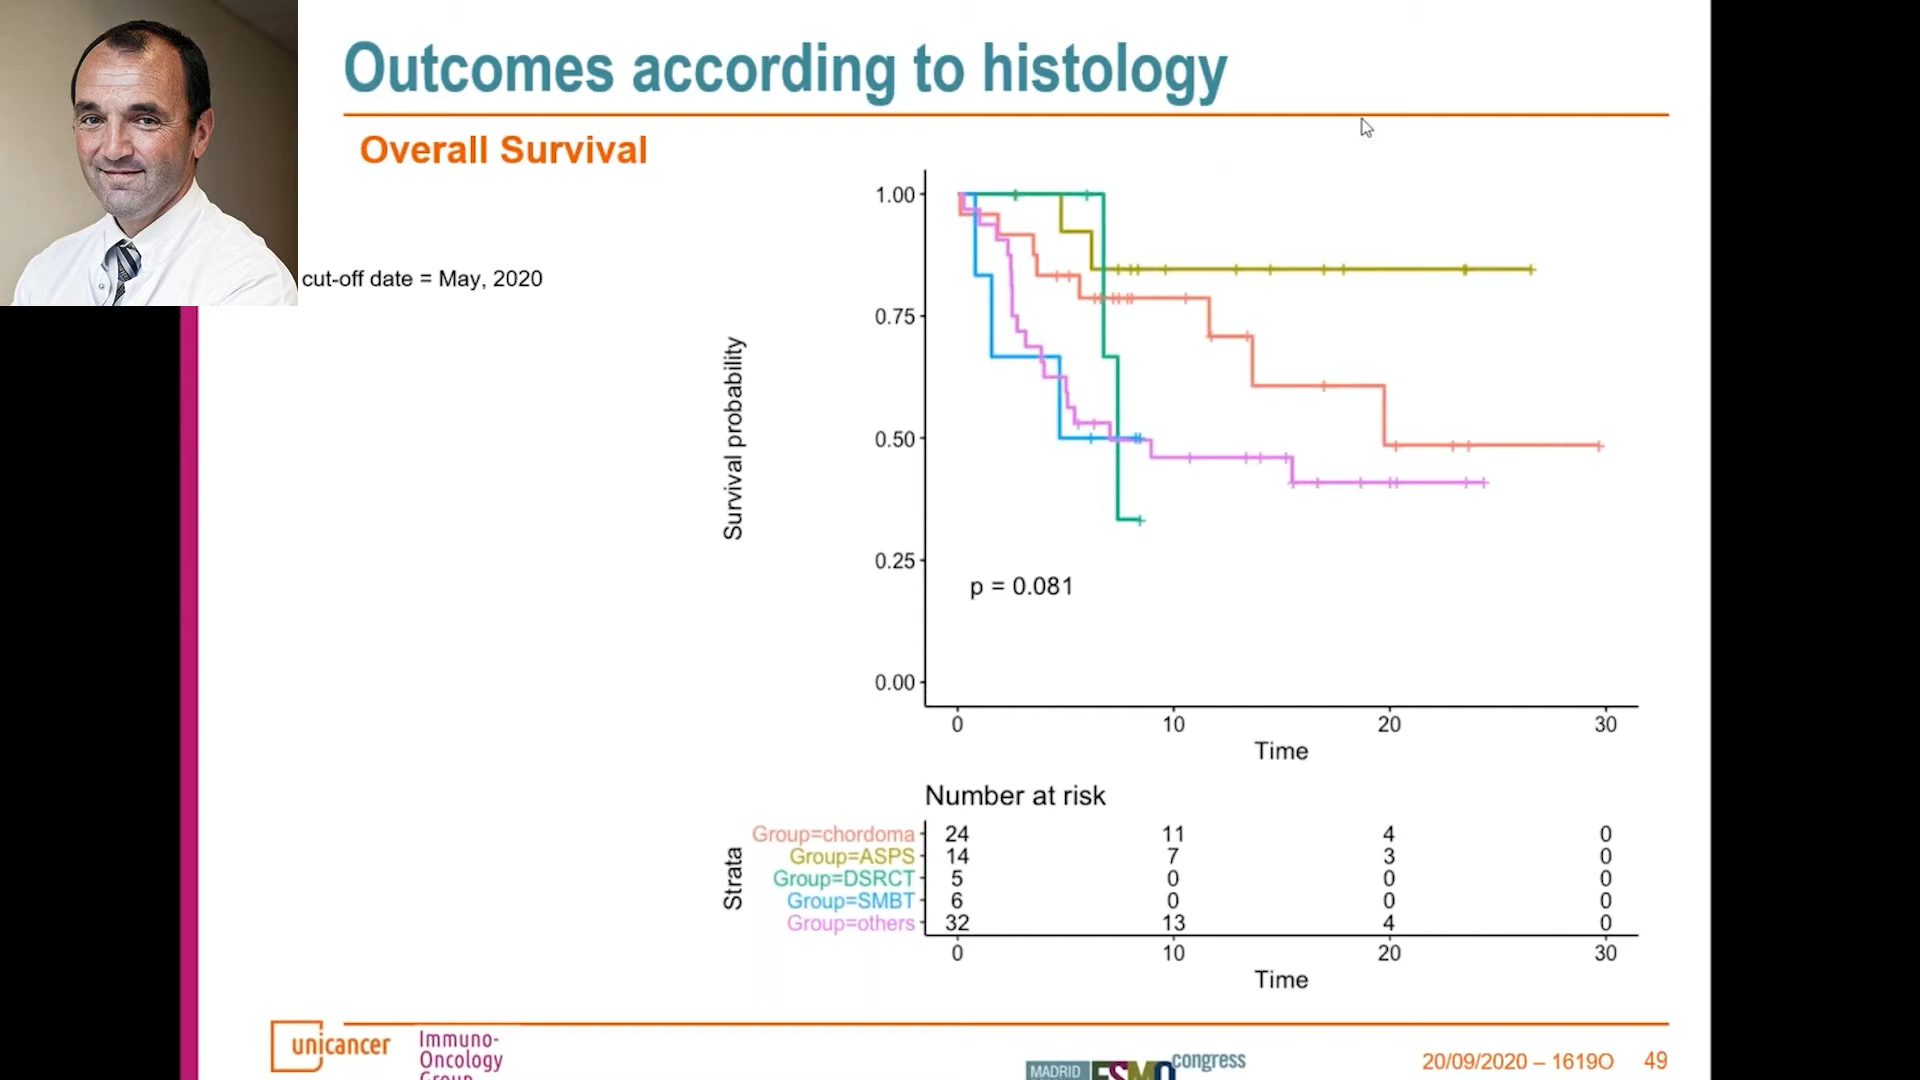 Outcomes according to histology
Overall Survival
cut-off date = May, 2020
Survival probability
1.00
0.75
0.50
0.25
0.00
p = 0.081
0 10 20 30
Time
Number at risk
Strata
Group=chordoma 24 11 4 0
Group=ASPS 14 7 3 0
Group=DSRCT 5 0 0 0
Group=SMBT 6 0 0 0
Group=others 32 13 4 0
0 10 20 30
Time
unicancer
Immuno-
Oncology
Group
MADRID ESMO congress
20/09/2020 – 1619O 49